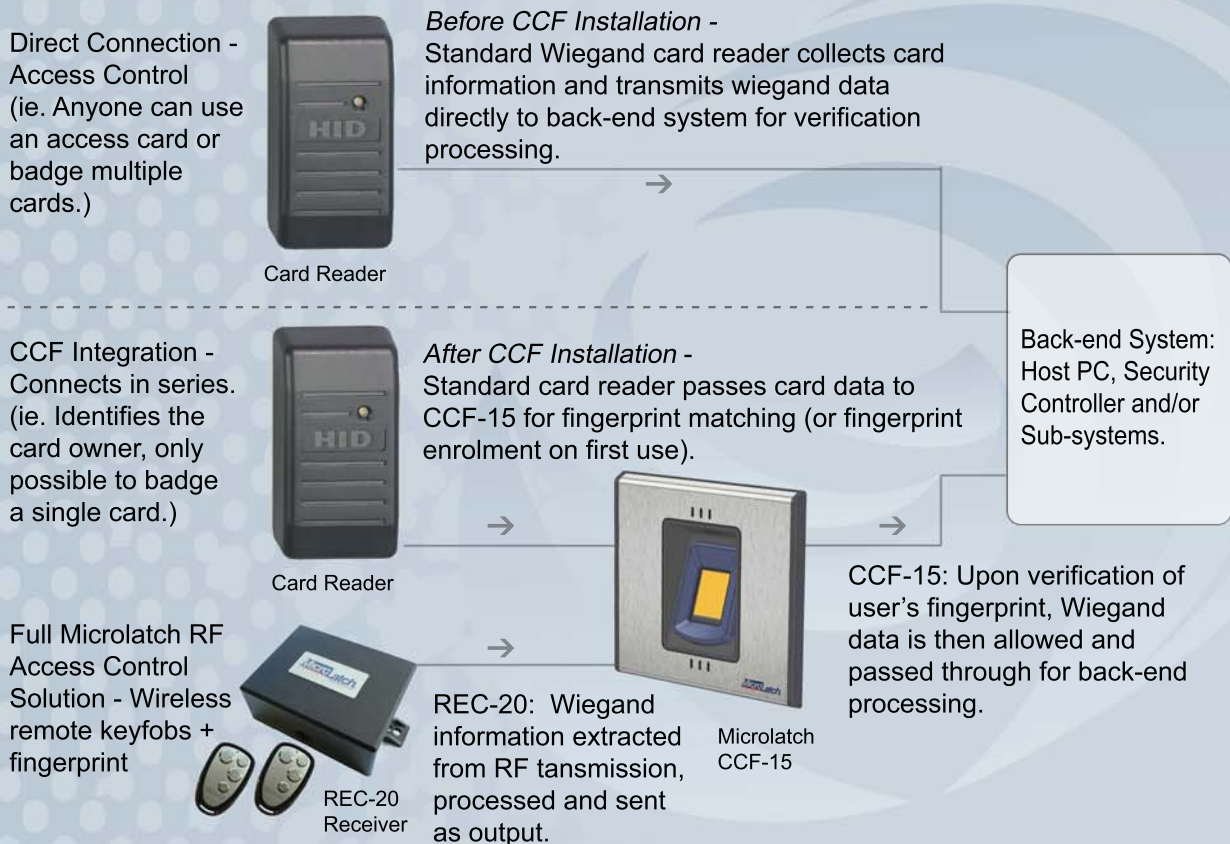 Direct Connection -
Access Control
(ie. Anyone can use
an access card or
badge multiple
cards.)
HID
Card Reader
Before CCF Installation -
Standard Wiegand card reader collects card
information and transmits wiegand data
directly to back-end system for verification
processing.
Back-end System:
Host PC, Security
Controller and/or
Sub-systems.
CCF Integration -
Connects in series.
(ie. Identifies the
card owner, only
possible to badge
a single card.)
HID
Card Reader
After CCF Installation -
Standard card reader passes card data to
CCF-15 for fingerprint matching (or fingerprint
enrolment on first use).
MicroLatch
Microlatch
CCF-15
CCF-15: Upon verification of
user's fingerprint, Wiegand
data is then allowed and
passed through for back-end
processing.
Full Microlatch RF
Access Control
Solution - Wireless
remote keyfobs +
fingerprint
MicroLatch
REC-20
Receiver
REC-20: Wiegand
information extracted
from RF tansmission,
processed and sent
as output.